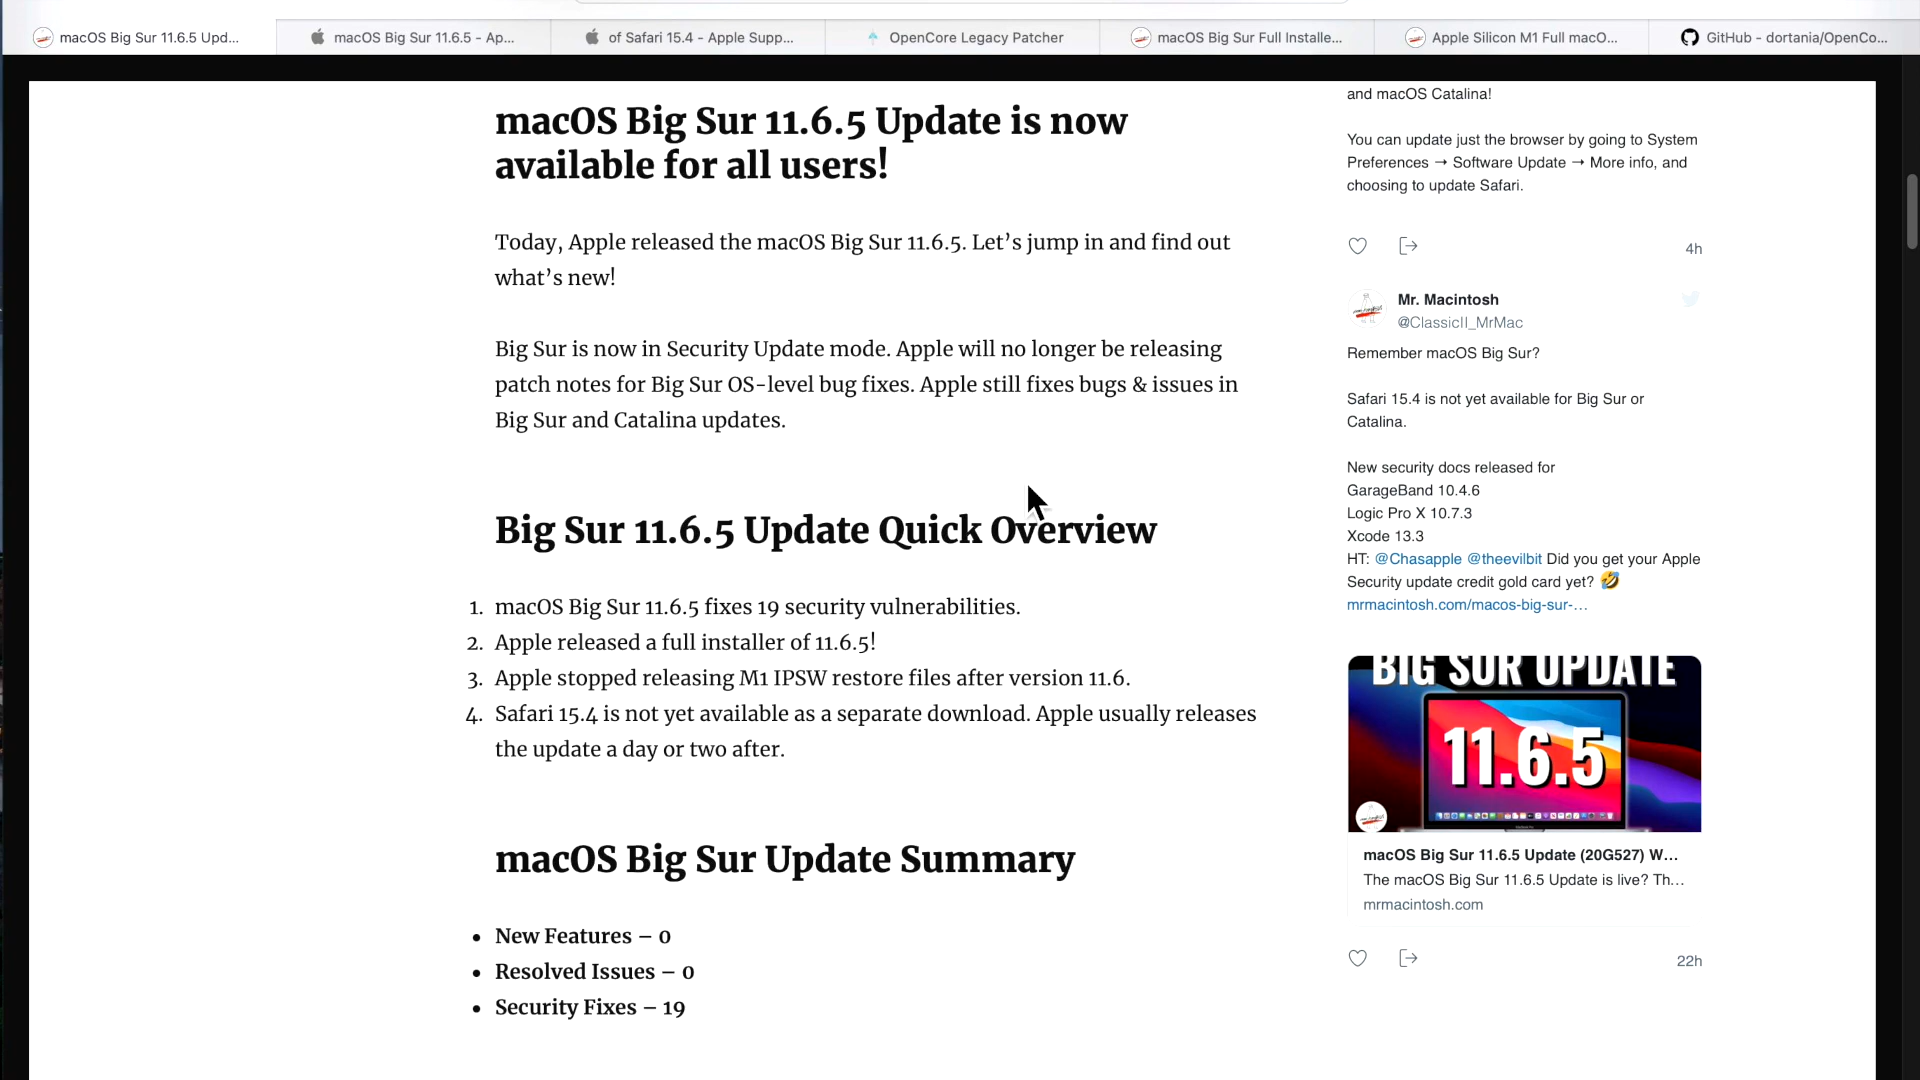 macOS Big Sur 11.6.5 Upd...
macOS Big Sur 11.6.5 - Ap...
of Safari 15.4 - Apple Supp...
OpenCore Legacy Patcher
macOS Big Sur Full Installe...
Apple Silicon M1 Full macO...
GitHub - dortania/OpenCo...
macOS Big Sur 11.6.5 Update is now
available for all users!
Today, Apple released the macOS Big Sur 11.6.5. Let’s jump in and find out
what’s new!
Big Sur is now in Security Update mode. Apple will no longer be releasing
patch notes for Big Sur OS-level bug fixes. Apple still fixes bugs & issues in
Big Sur and Catalina updates.
Big Sur 11.6.5 Update Quick Overview
1. macOS Big Sur 11.6.5 fixes 19 security vulnerabilities.
2. Apple released a full installer of 11.6.5!
3. Apple stopped releasing M1 IPSW restore files after version 11.6.
4. Safari 15.4 is not yet available as a separate download. Apple usually releases
the update a day or two after.
macOS Big Sur Update Summary
• New Features – 0
• Resolved Issues – 0
• Security Fixes – 19
and macOS Catalina!
You can update just the browser by going to System
Preferences → Software Update → More info, and
choosing to update Safari.
4h
Mr. Macintosh
@ClassicII_MrMac
Remember macOS Big Sur?
Safari 15.4 is not yet available for Big Sur or
Catalina.
New security docs released for
GarageBand 10.4.6
Logic Pro X 10.7.3
Xcode 13.3
HT: @Chasapple @theevilbit Did you get your Apple
Security update credit gold card yet? 🤣
mrmacintosh.com/macos-big-sur-…
BIG SUR UPDATE
11.6.5
macOS Big Sur 11.6.5 Update (20G527) W...
The macOS Big Sur 11.6.5 Update is live? Th...
mrmacintosh.com
22h